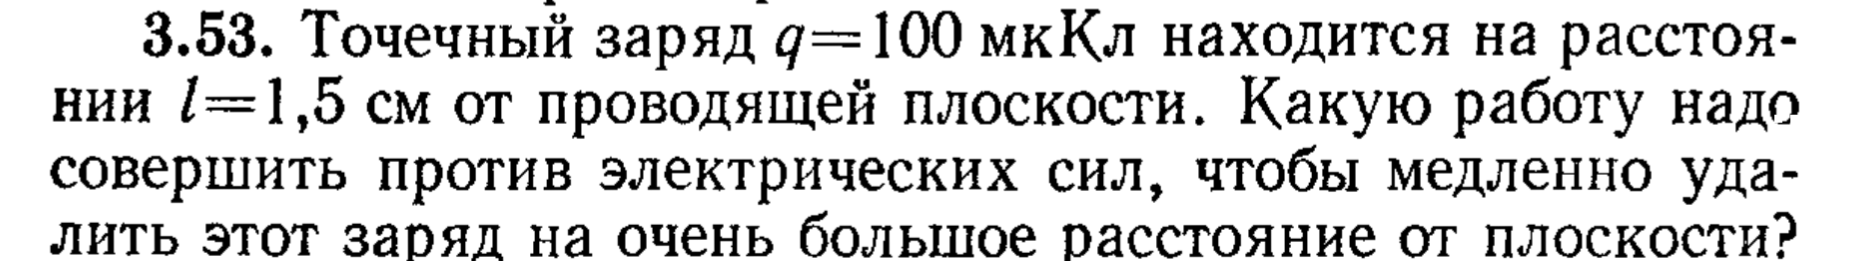 3.53. Точечный заряд q=100 мкКл находится на расстоя-
нии l=1,5 см от проводящей плоскости. Какую работу надо
совершить против электрических сил, чтобы медленно уда-
лить этот заряд на очень большое расстояние от плоскости?